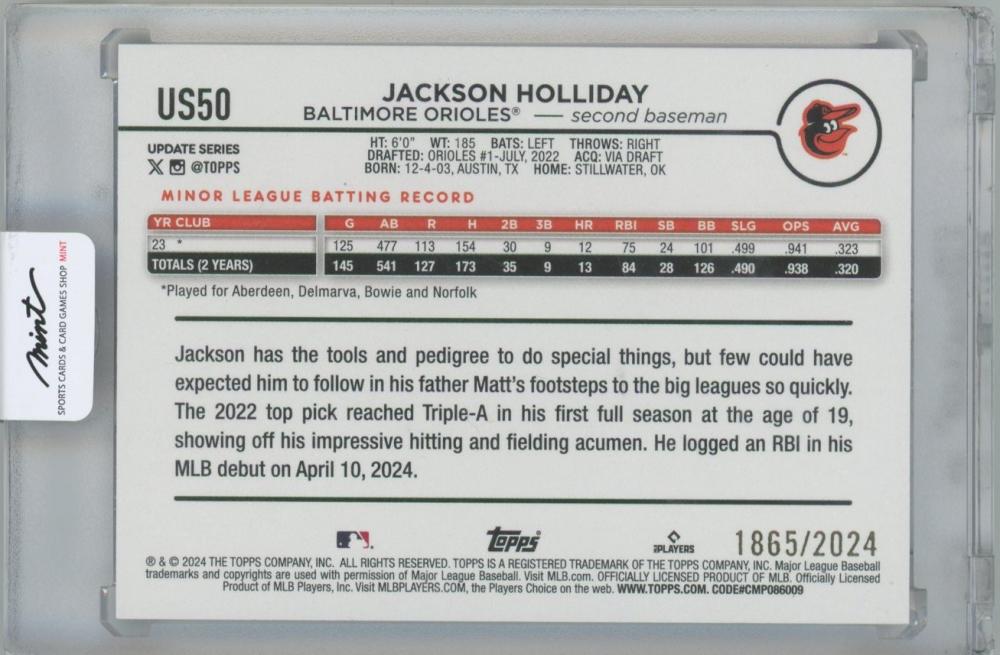 US50
JACKSON HOLLIDAY
BALTIMORE ORIOLES® — second baseman
UPDATE SERIES
@TOPPS
HT: 6'0" WT: 185 BATS: LEFT THROWS: RIGHT
DRAFTED: ORIOLES #1-JULY, 2022 ACQ: VIA DRAFT
BORN: 12-4-03, AUSTIN, TX HOME: STILLWATER, OK
MINOR LEAGUE BATTING RECORD
YR CLUB G AB R H 2B 3B HR RBI SB BB SLG OPS AVG
23 * 125 477 113 154 30 9 12 75 24 101 .499 .941 .323
TOTALS (2 YEARS) 145 541 127 173 35 9 13 84 28 126 .490 .938 .320
*Played for Aberdeen, Delmarva, Bowie and Norfolk
Jackson has the tools and pedigree to do special things, but few could have
expected him to follow in his father Matt's footsteps to the big leagues so quickly.
The 2022 top pick reached Triple-A in his first full season at the age of 19,
showing off his impressive hitting and fielding acumen. He logged an RBI in his
MLB debut on April 10, 2024.
Topps
PLAYERS
1865/2024
® & © 2024 THE TOPPS COMPANY, INC. ALL RIGHTS RESERVED. TOPPS IS A REGISTERED TRADEMARK OF THE TOPPS COMPANY, INC. Major League Baseball
trademarks and copyrights are used with permission of Major League Baseball. Visit MLB.com. OFFICIALLY LICENSED PRODUCT OF MLB. Officially Licensed
Product of MLB Players, Inc. Visit MLBPLAYERS.COM, the Players Choice on the web. WWW.TOPPS.COM. CODE#CMP086009
mint
SPORTS CARDS & CARD GAMES SHOP MINT